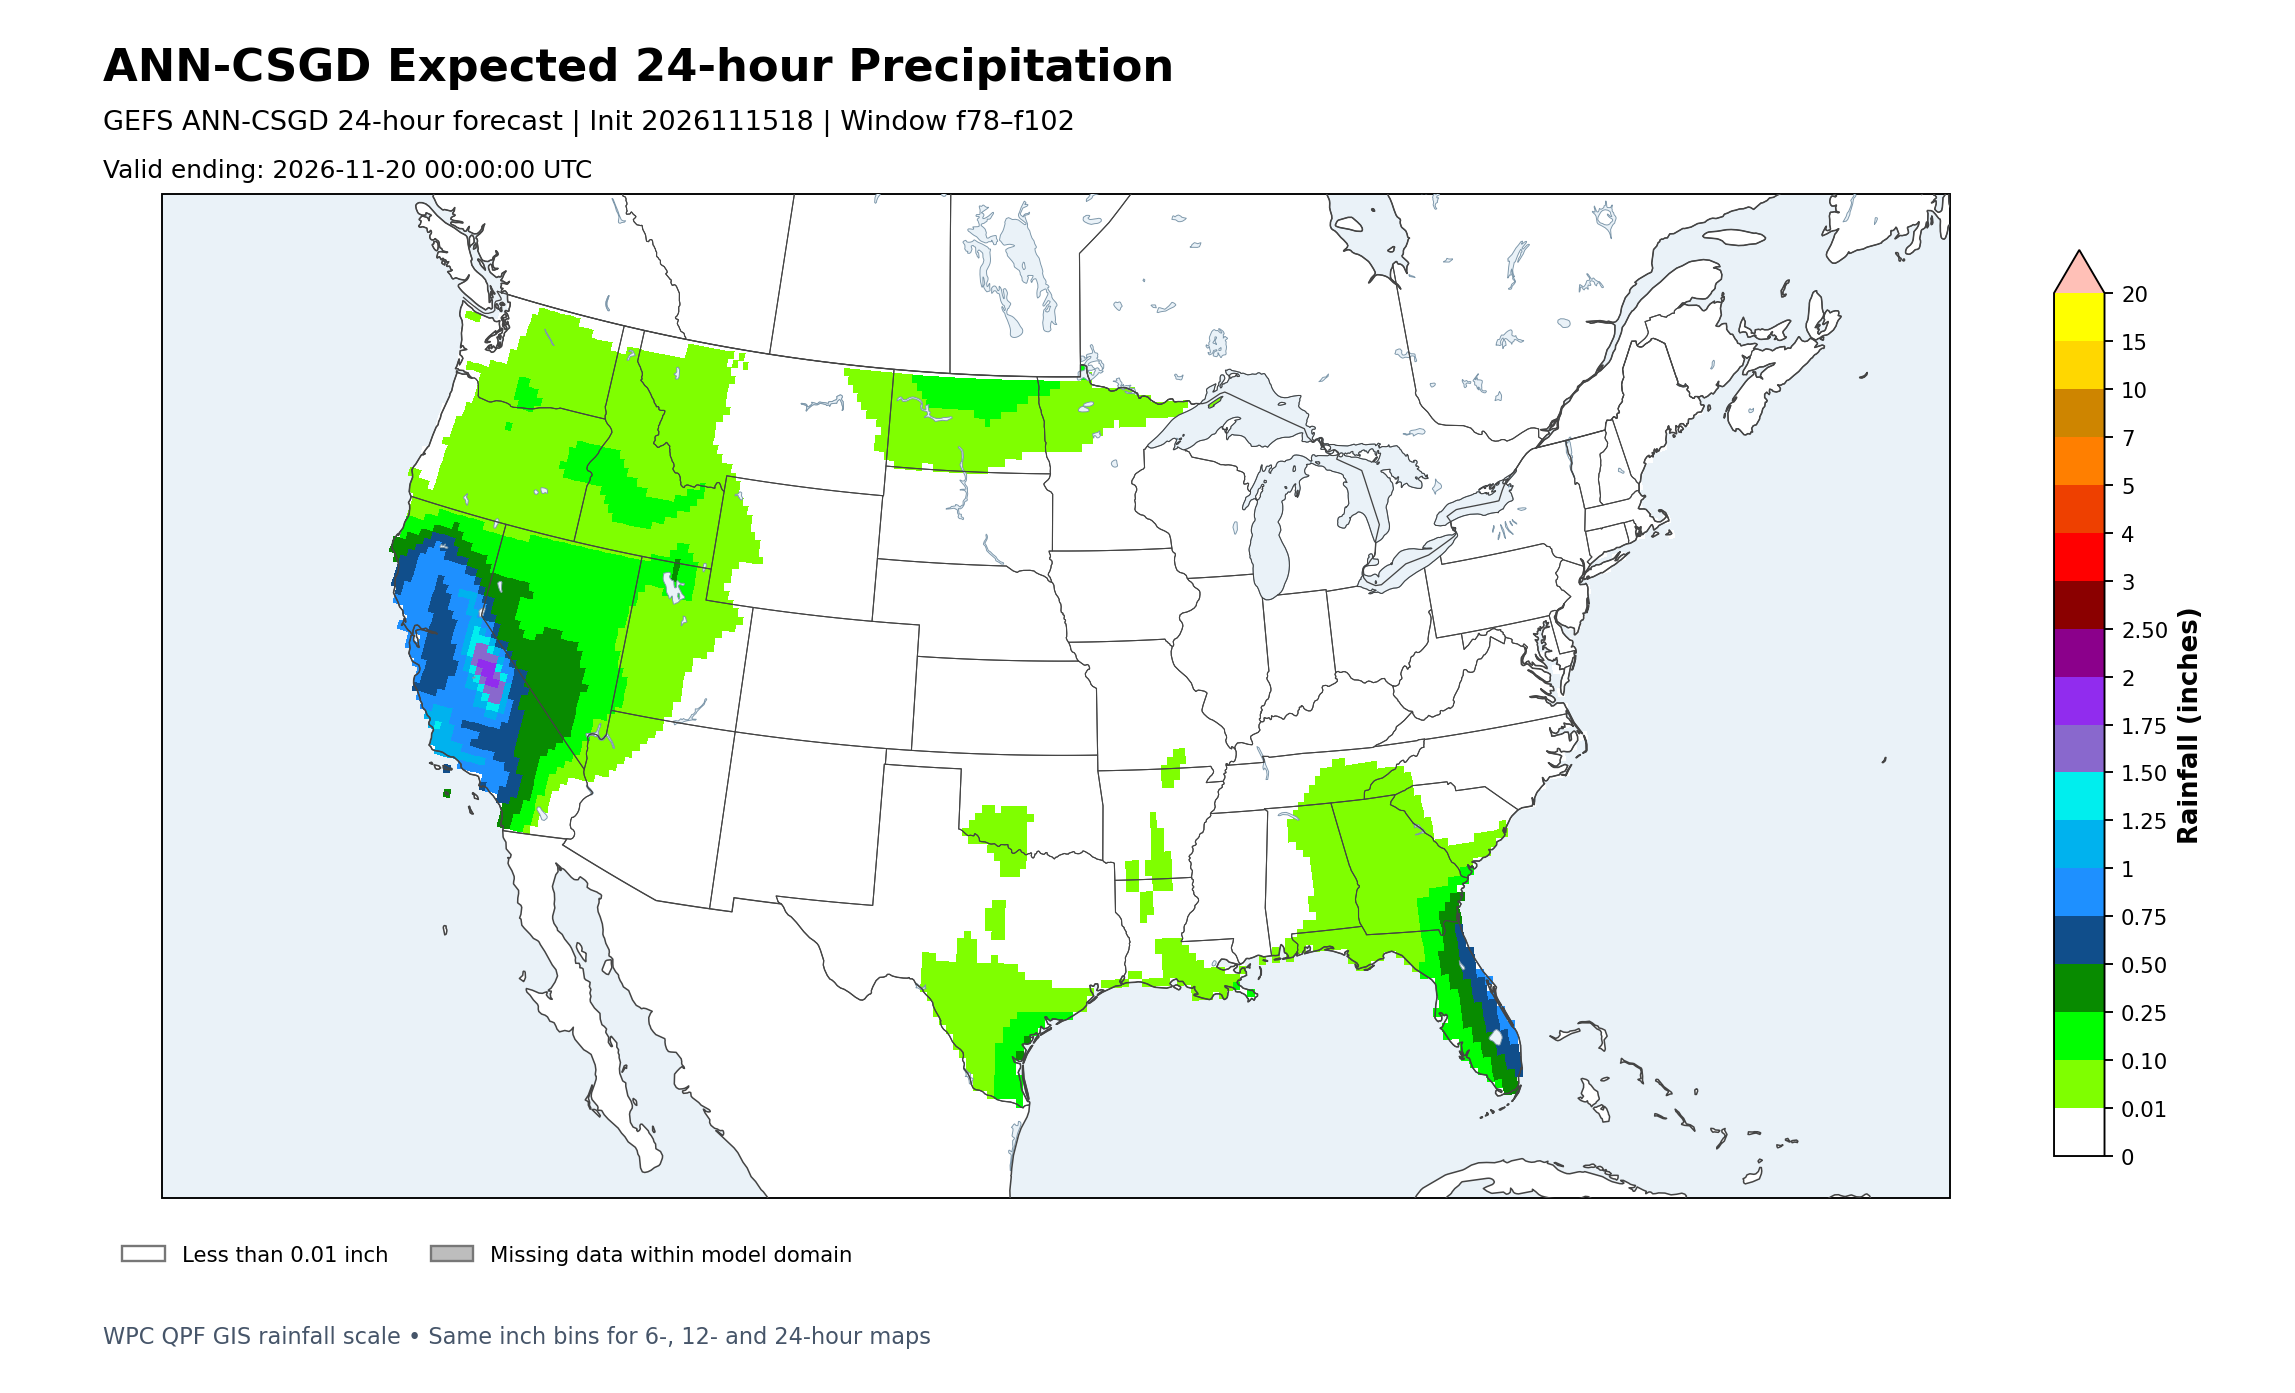 ANN-CSGD Expected 24-hour Precipitation
GEFS ANN-CSGD 24-hour forecast | Init 2026111518 | Window f78–f102
Valid ending: 2026-11-20 00:00:00 UTC
20
15
10
7
5
4
3
2.50
2
1.75
1.50
1.25
1
0.75
0.50
0.25
0.10
0.01
0
Rainfall (inches)
Less than 0.01 inch
Missing data within model domain
WPC QPF GIS rainfall scale • Same inch bins for 6-, 12- and 24-hour maps